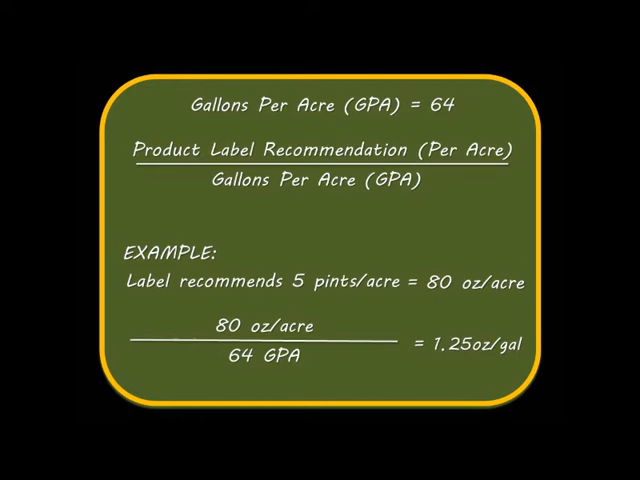 Gallons Per Acre (GPA) = 64
Product Label Recommendation (Per Acre)
Gallons Per Acre (GPA)
EXAMPLE:
Label recommends 5 pints/acre = 80 oz/acre
80 oz/acre
64 GPA
= 1.25oz/gal